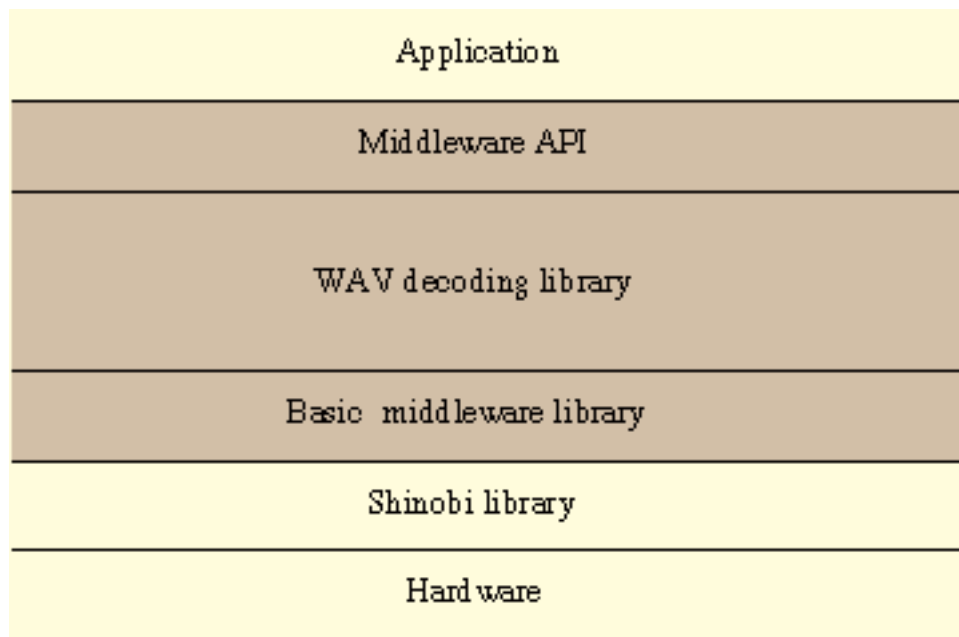 Application
Middleware API
WAV decoding library
Basic middleware library
Shinobi library
Hardware